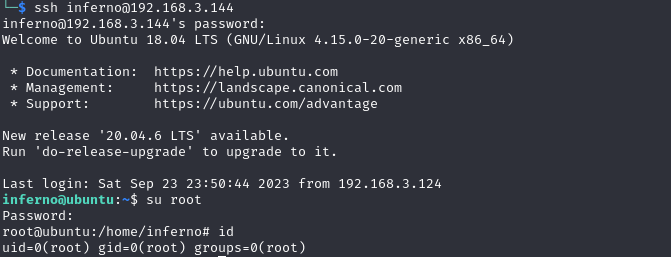 └─$ ssh inferno@192.168.3.144
inferno@192.168.3.144's password:
Welcome to Ubuntu 18.04 LTS (GNU/Linux 4.15.0-20-generic x86_64)

 * Documentation:  https://help.ubuntu.com
 * Management:     https://landscape.canonical.com
 * Support:        https://ubuntu.com/advantage

New release '20.04.6 LTS' available.
Run 'do-release-upgrade' to upgrade to it.

Last login: Sat Sep 23 23:50:44 2023 from 192.168.3.124
inferno@ubuntu:~$ su root
Password:
root@ubuntu:/home/inferno# id
uid=0(root) gid=0(root) groups=0(root)